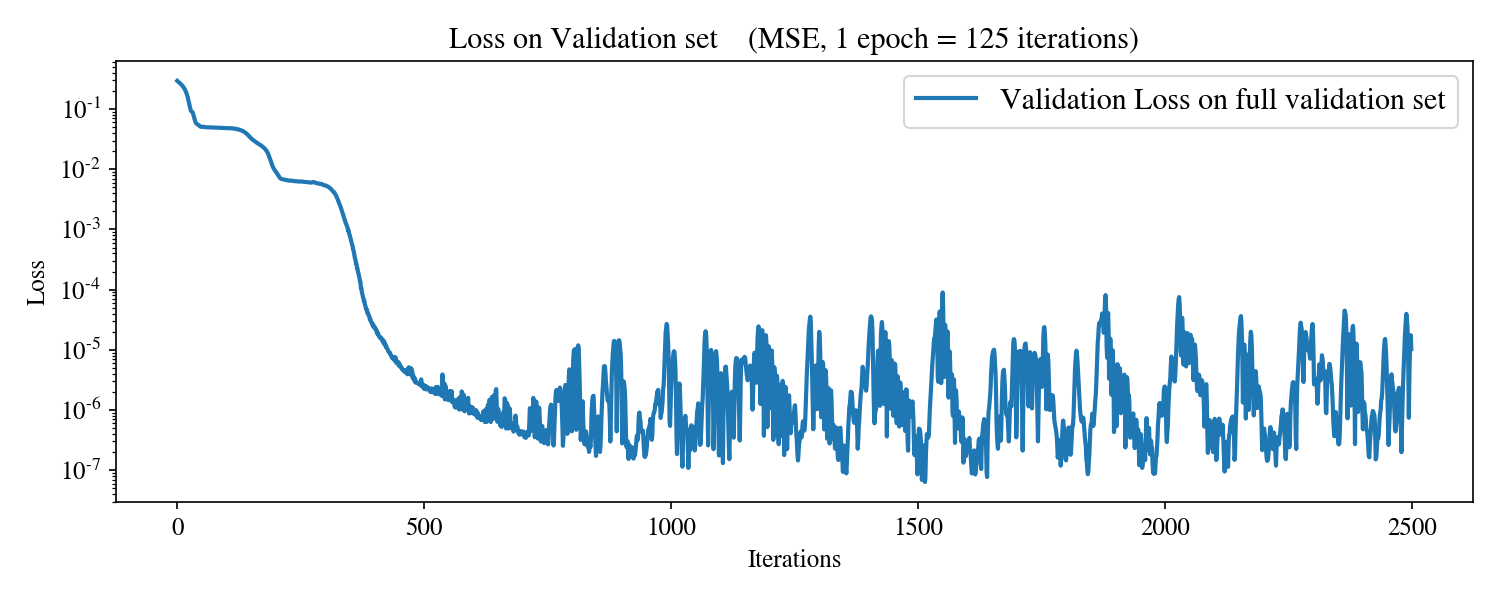 Loss on Validation set (MSE, 1 epoch = 125 iterations)
Validation Loss on full validation set
Loss
10⁻¹
10⁻²
10⁻³
10⁻⁴
10⁻⁵
10⁻⁶
10⁻⁷
0 500 1000 1500 2000 2500
Iterations